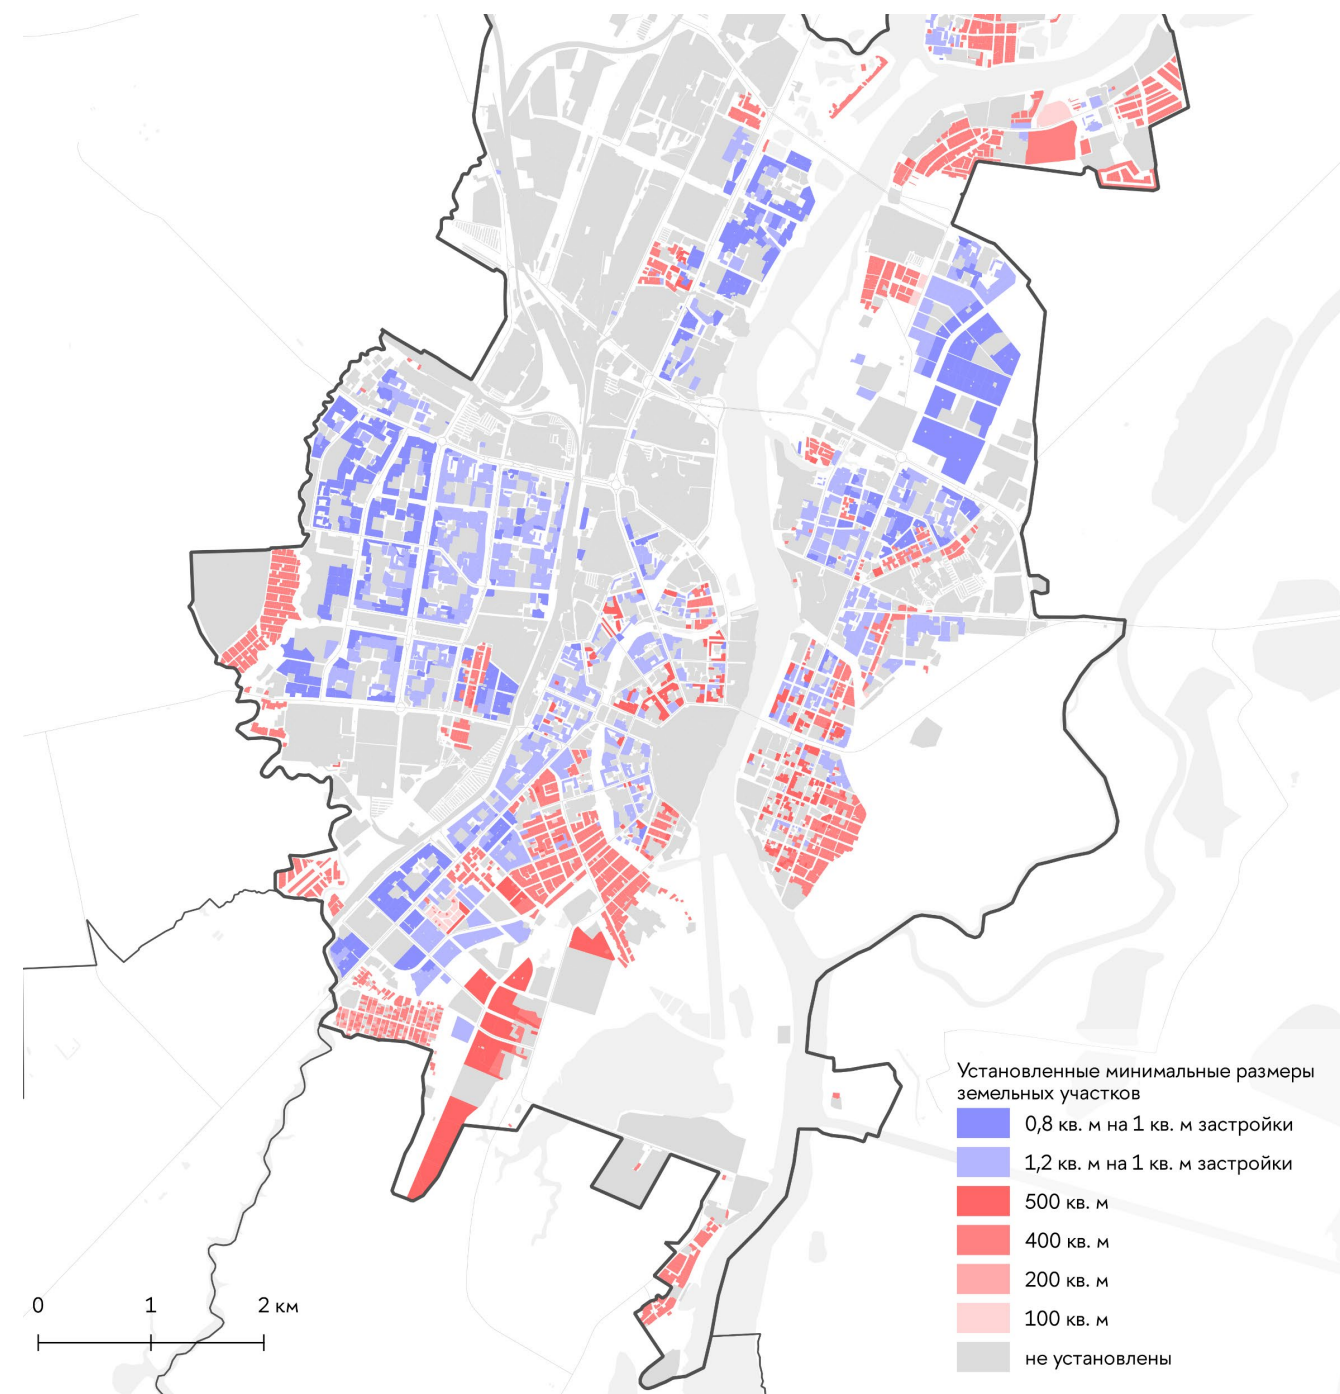 Установленные минимальные размеры
земельных участков
0,8 кв. м на 1 кв. м застройки
1,2 кв. м на 1 кв. м застройки
500 кв. м
400 кв. м
200 кв. м
100 кв. м
не установлены
0 1 2 км